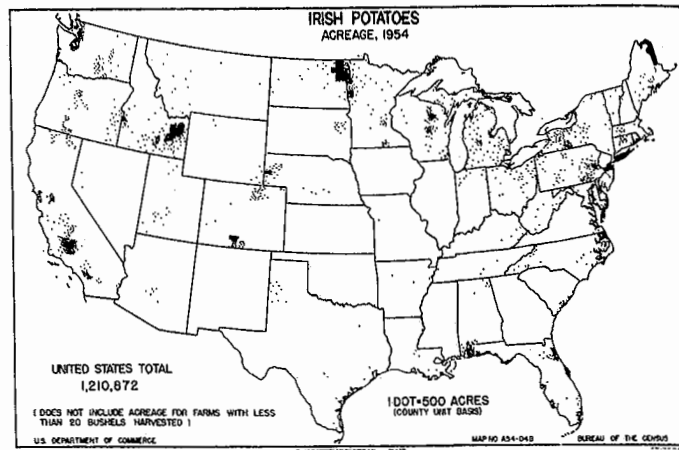 IRISH POTATOES
ACREAGE, 1954
UNITED STATES TOTAL
1,210,872
1 DOT=500 ACRES
(COUNTY UNIT BASIS)
( DOES NOT INCLUDE ACREAGE FOR FARMS WITH LESS
THAN 20 BUSHELS HARVESTED )
U.S. DEPARTMENT OF COMMERCE
MAP NO A54-048
BUREAU OF THE CENSUS